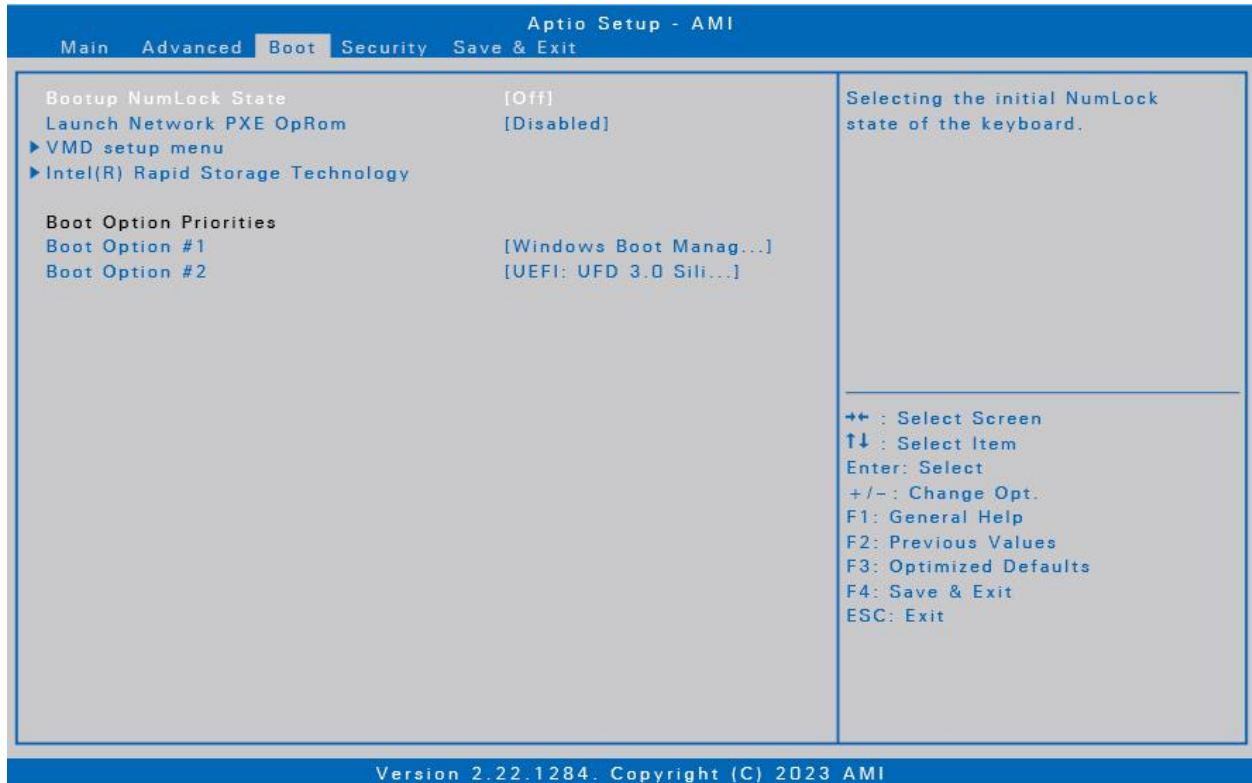 Aptio Setup - AMI
Main Advanced Boot Security Save & Exit
Bootup NumLock State [Off]
Launch Network PXE OpRom [Disabled]
▶ VMD setup menu
▶ Intel(R) Rapid Storage Technology
Boot Option Priorities
Boot Option #1 [Windows Boot Manag...]
Boot Option #2 [UEFI: UFD 3.0 Sili...]
Selecting the initial NumLock
state of the keyboard.
→← : Select Screen
↑↓ : Select Item
Enter: Select
+/-: Change Opt.
F1: General Help
F2: Previous Values
F3: Optimized Defaults
F4: Save & Exit
ESC: Exit
Version 2.22.1284. Copyright (C) 2023 AMI